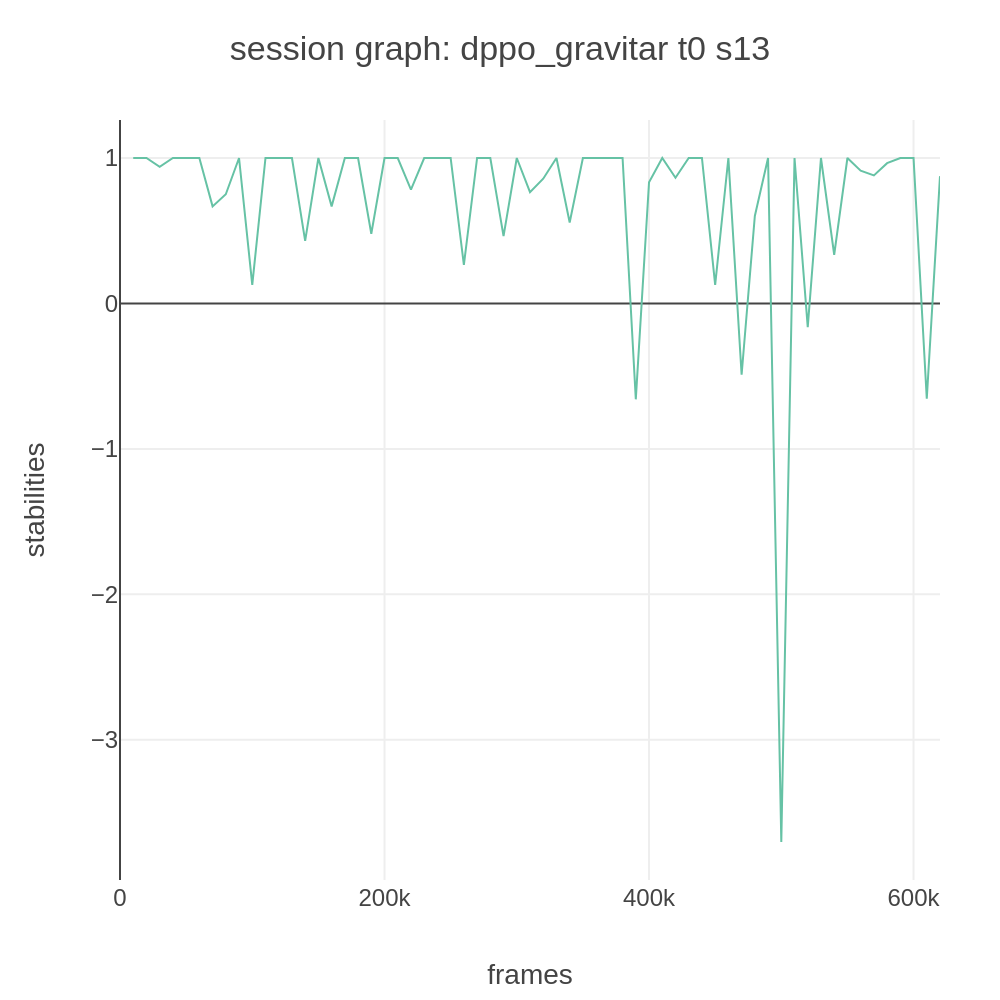 session graph: dppo_gravitar t0 s13
1
0
−1
−2
−3
stabilities
0 200k 400k 600k
frames